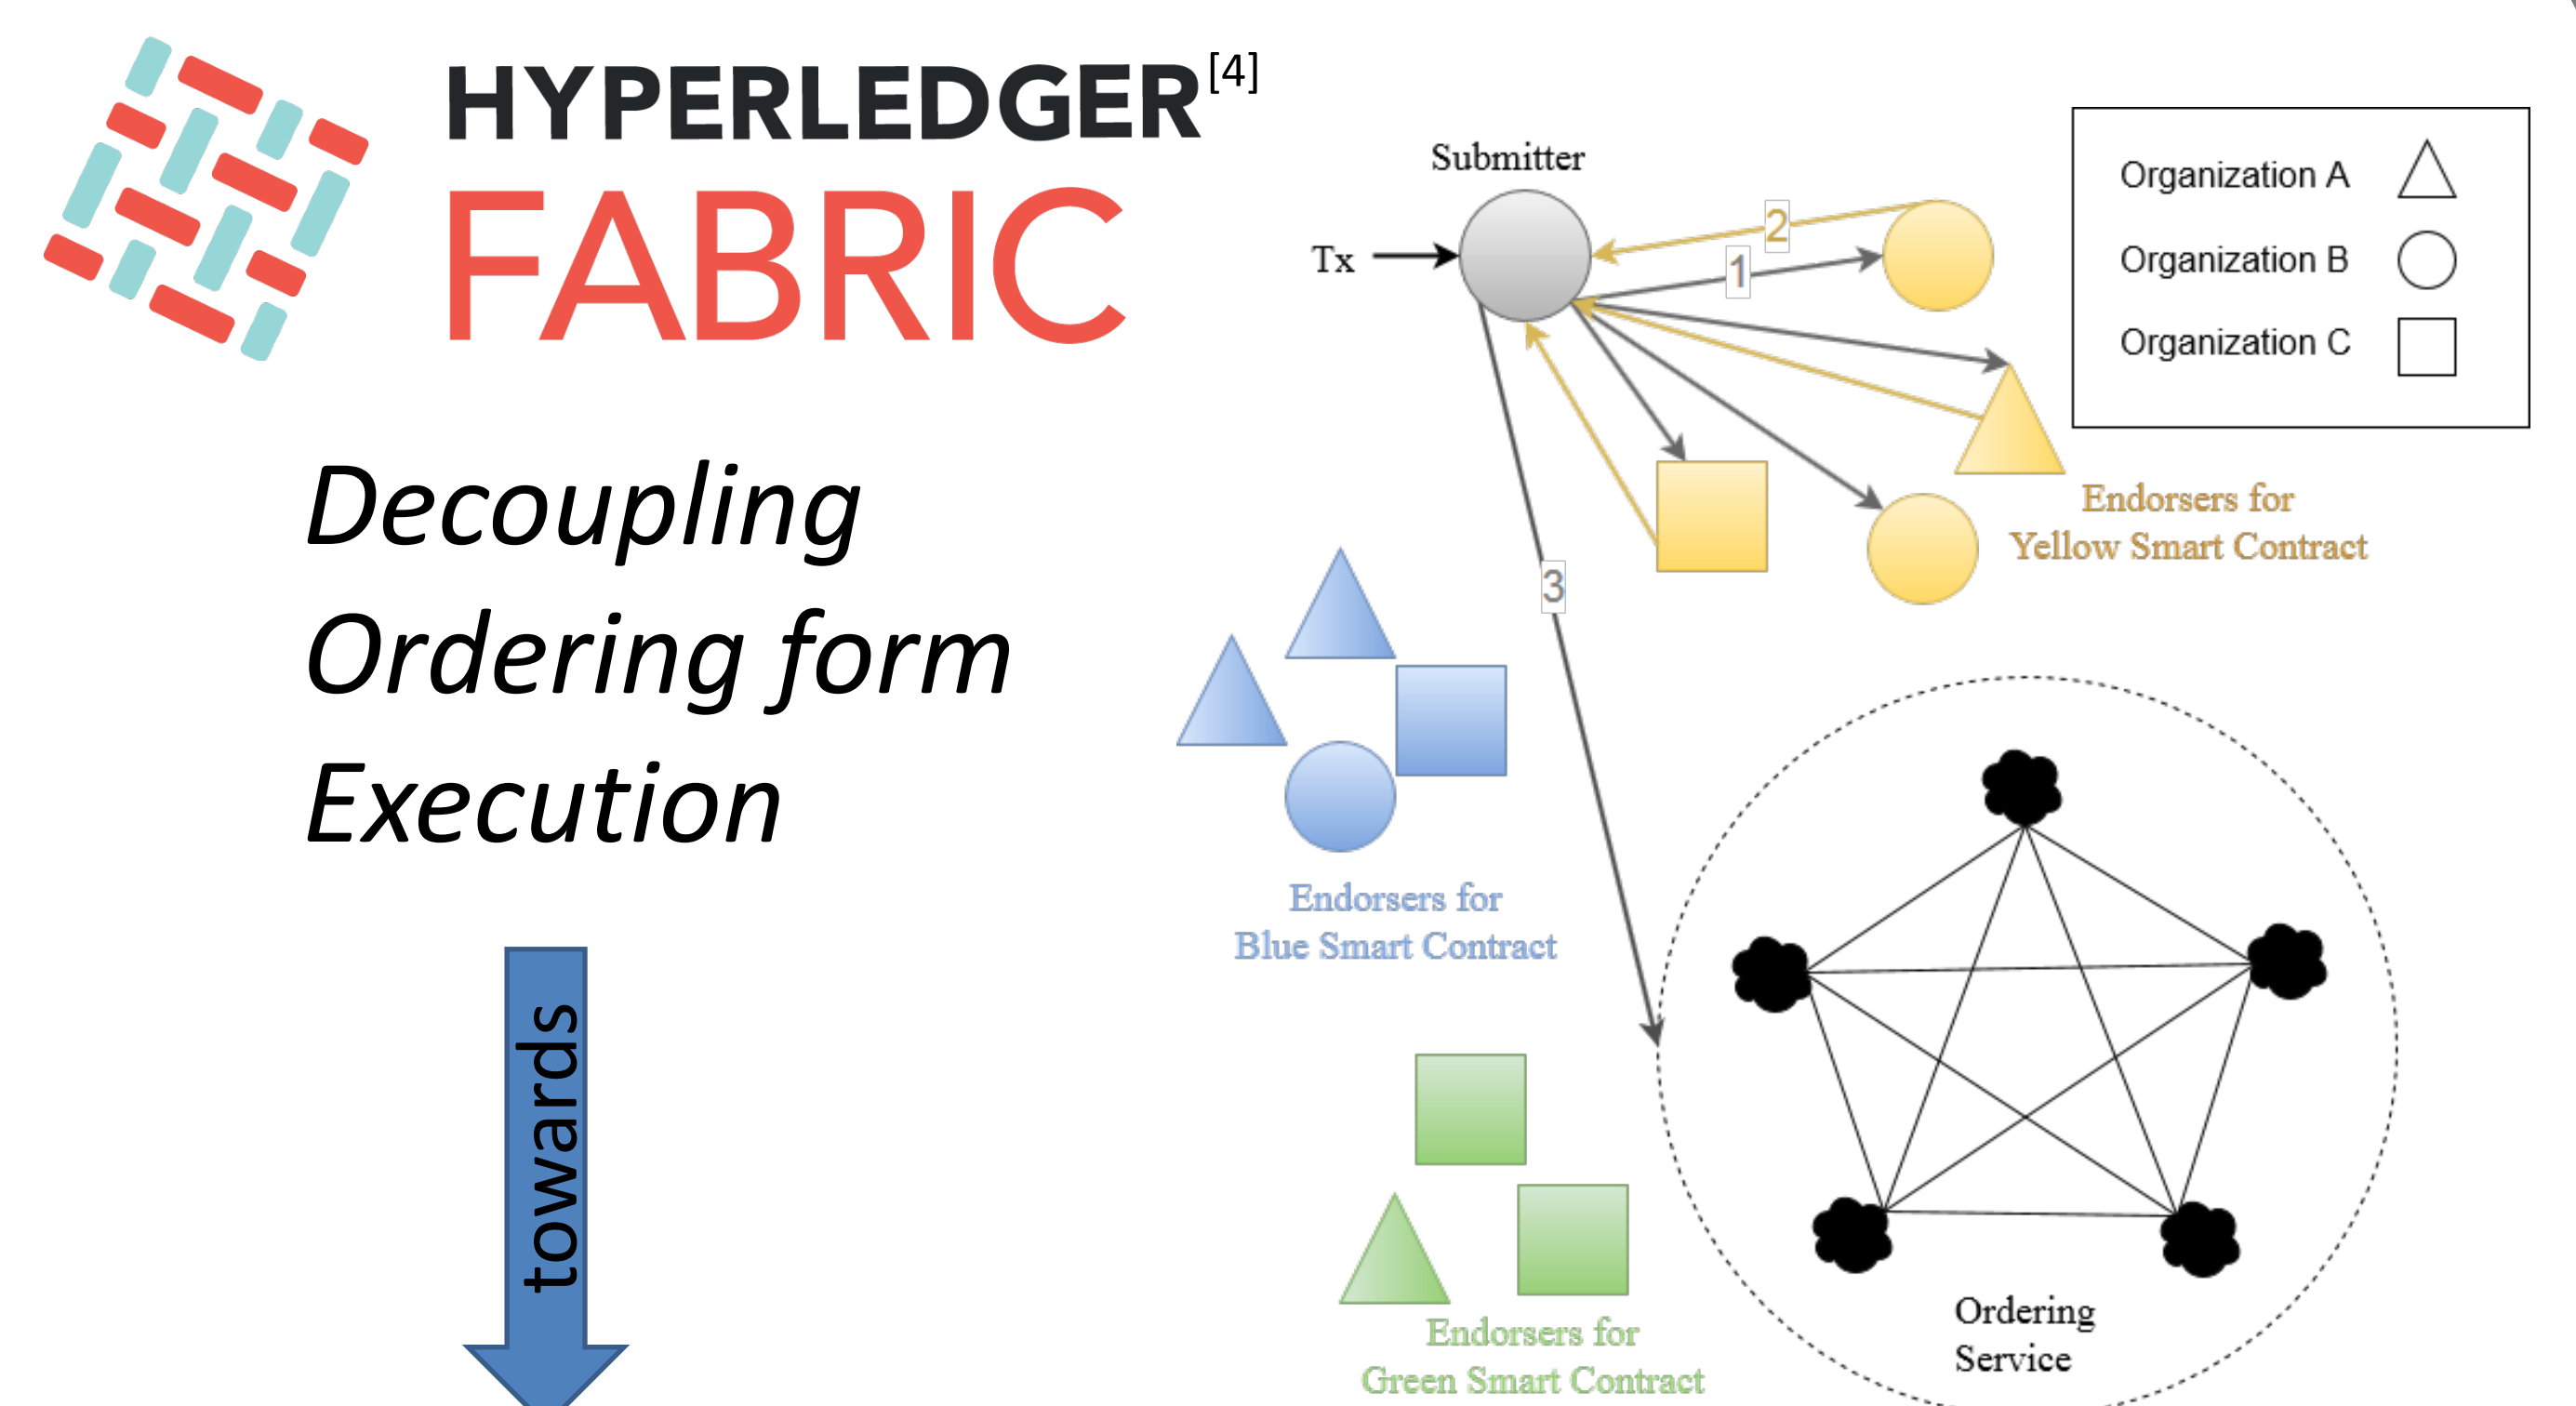 HYPERLEDGER[4]
FABRIC
Decoupling
Ordering form
Execution
towards
Submitter
Tx
2
1
3
Organization A
Organization B
Organization C
Endorsers for
Yellow Smart Contract
Endorsers for
Blue Smart Contract
Endorsers for
Green Smart Contract
Ordering
Service